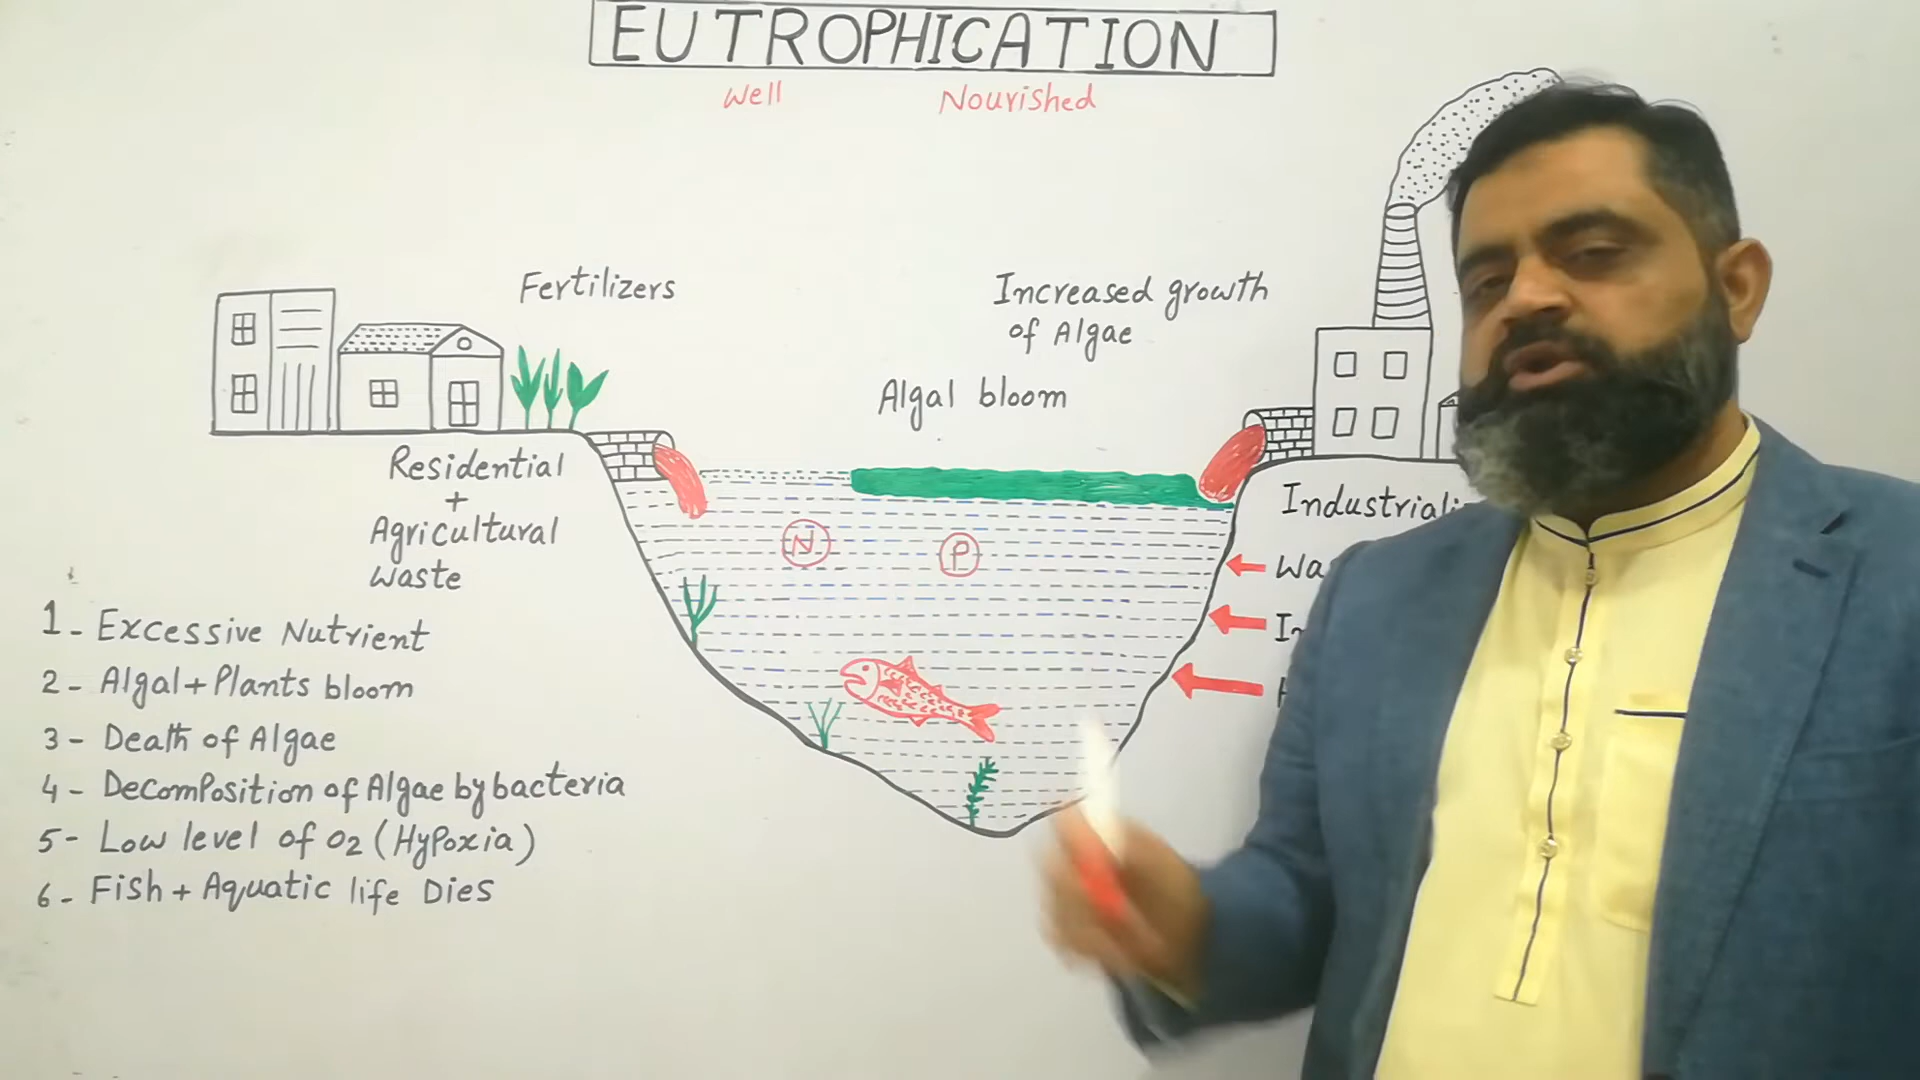 EUTROPHICATION
Well Nourished
Fertilizers
Increased growth
of Algae
Algal bloom
Residential
+
Agricultural
Waste
N
P
1- Excessive Nutrient
2- Algal + Plants bloom
3- Death of Algae
4- Decomposition of Algae by bacteria
5- Low level of O2 (Hypoxia)
6- Fish + Aquatic life Dies